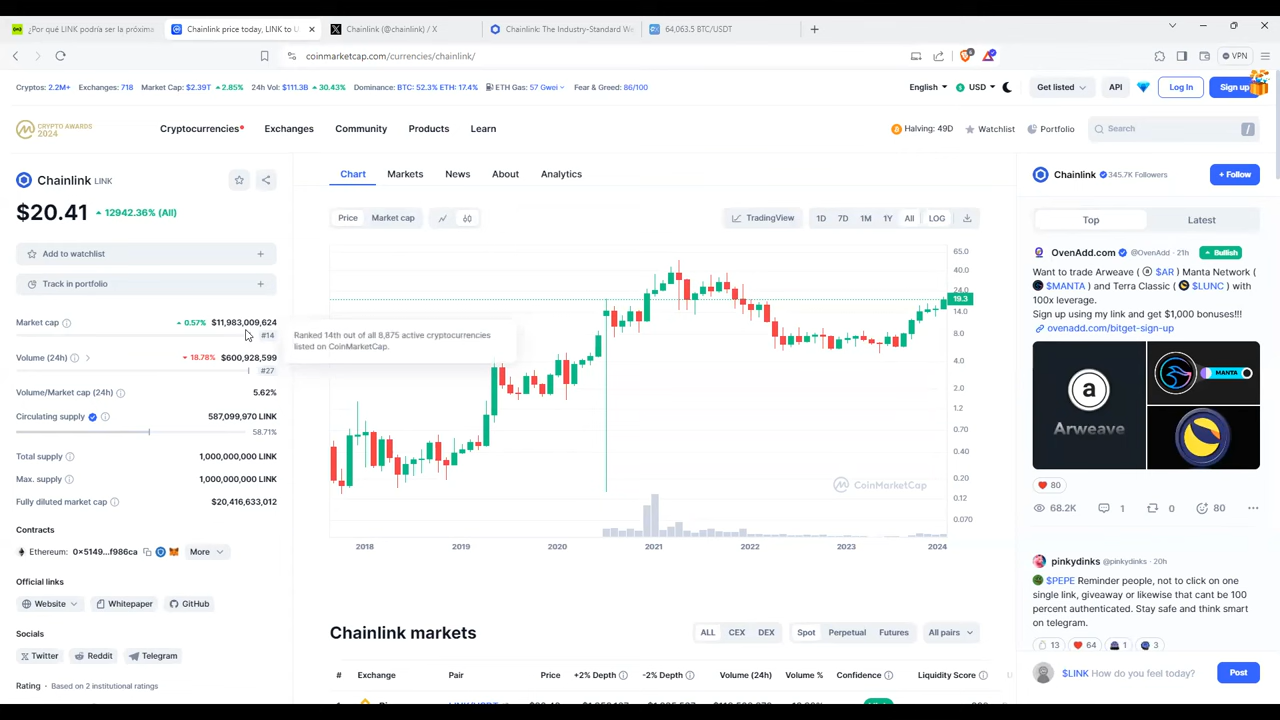 ¿Por qué LINK podría ser la próxima
Chainlink price today, LINK to U
Chainlink (@chainlink) / X
Chainlink: The Industry-Standard We
64,063.5 BTC/USDT
coinmarketcap.com/currencies/chainlink/
VPN
Cryptos: 2.2M+ Exchanges: 718 Market Cap: $2.39T 2.85% 24h Vol: $111.3B 30.43% Dominance: BTC: 52.3% ETH: 17.4% ETH Gas: 57 Gwei Fear & Greed: 86/100
English USD Get listed API Log In Sign up
CRYPTO AWARDS
2024
Cryptocurrencies Exchanges Community Products Learn
Halving: 49D Watchlist Portfolio Search /
Chainlink LINK
$20.41 12942.36% (All)
Add to watchlist
Track in portfolio
Market cap 0.57% $11,983,009,624
#14
Ranked 14th out of all 8,875 active cryptocurrencies
listed on CoinMarketCap.
Volume (24h) 18.78% $600,928,599
#27
Volume/Market cap (24h) 5.62%
Circulating supply 587,099,970 LINK
58.71%
Total supply 1,000,000,000 LINK
Max. supply 1,000,000,000 LINK
Fully diluted market cap $20,416,633,012
Contracts
Ethereum: 0x5149...f986ca More
Official links
Website Whitepaper GitHub
Socials
Twitter Reddit Telegram
Rating · Based on 2 institutional ratings
Chart Markets News About Analytics
Price Market cap TradingView 1D 7D 1M 1Y All LOG
65.0
40.0
24.0
19.3
14.0
8.0
4.0
2.0
1.2
0.70
0.40
0.20
0.12
0.070
CoinMarketCap
2018 2019 2020 2021 2022 2023 2024
Chainlink markets
ALL CEX DEX Spot Perpetual Futures All pairs
# Exchange Pair Price +2% Depth -2% Depth Volume (24h) Volume % Confidence Liquidity Score
Chainlink 345.7K Followers + Follow
Top Latest
OvenAdd.com @OvenAdd · 21h Bullish
Want to trade Arweave ( $AR ) Manta Network (
$MANTA ) and Terra Classic ( $LUNC ) with
100x leverage.
Sign up using my link and get $1,000 bonuses!!!
ovenadd.com/bitget-sign-up
a
Arweave
MANTA
80
68.2K 1 0 80
pinkydinks @pinkydinks · 20h
$PEPE Reminder people, not to click on one
single link, giveaway or likewise that cant be 100
percent authenticated. Stay safe and think smart
on telegram.
13 64 1 3
$LINK How do you feel today? Post